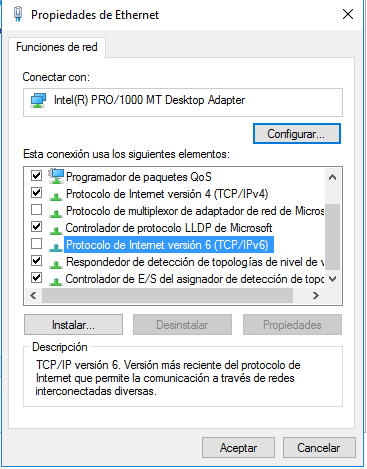 Propiedades de Ethernet
Funciones de red
Conectar con:
Intel(R) PRO/1000 MT Desktop Adapter
Configurar...
Esta conexión usa los siguientes elementos:
Programador de paquetes QoS
Protocolo de Internet versión 4 (TCP/IPv4)
Protocolo de multiplexor de adaptador de red de Micros
Controlador de protocolo LLDP de Microsoft
Protocolo de Internet versión 6 (TCP/IPv6)
Respondedor de detección de topologías de nivel de v
Controlador de E/S del asignador de detección de topo
Instalar...
Desinstalar
Propiedades
Descripción
TCP/IP versión 6. Versión más reciente del protocolo de
Internet que permite la comunicación a través de redes
interconectadas diversas.
Aceptar
Cancelar